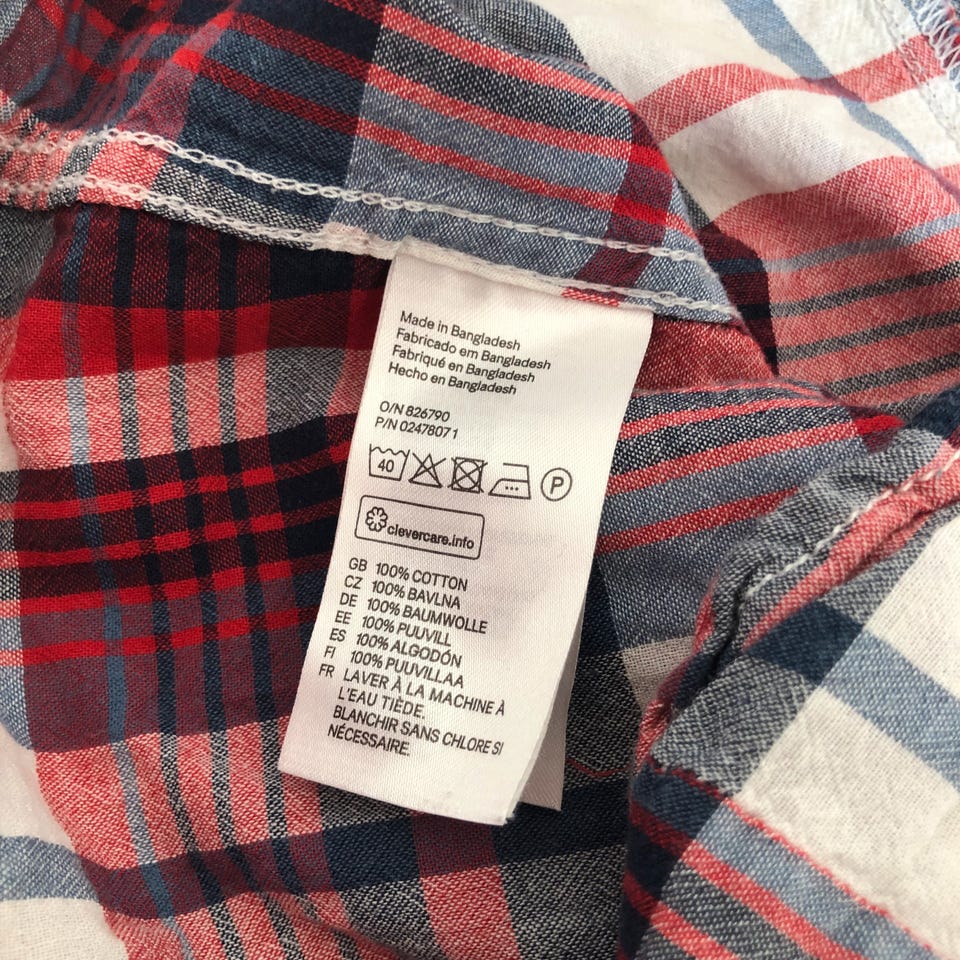 Made in Bangladesh
Fabricado em Bangladesh
Fabriqué en Bangladesh
Hecho en Bangladesh
O/N 826790
P/N 02478071
40 P
clevercare.info
GB 100% COTTON
CZ 100% BAVLNA
DE 100% BAUMWOLLE
EE 100% PUUVILL
ES 100% ALGODÓN
FI 100% PUUVILLAA
FR LAVER À LA MACHINE À
L'EAU TIÈDE.
BLANCHIR SANS CHLORE SI
NÉCESSAIRE.